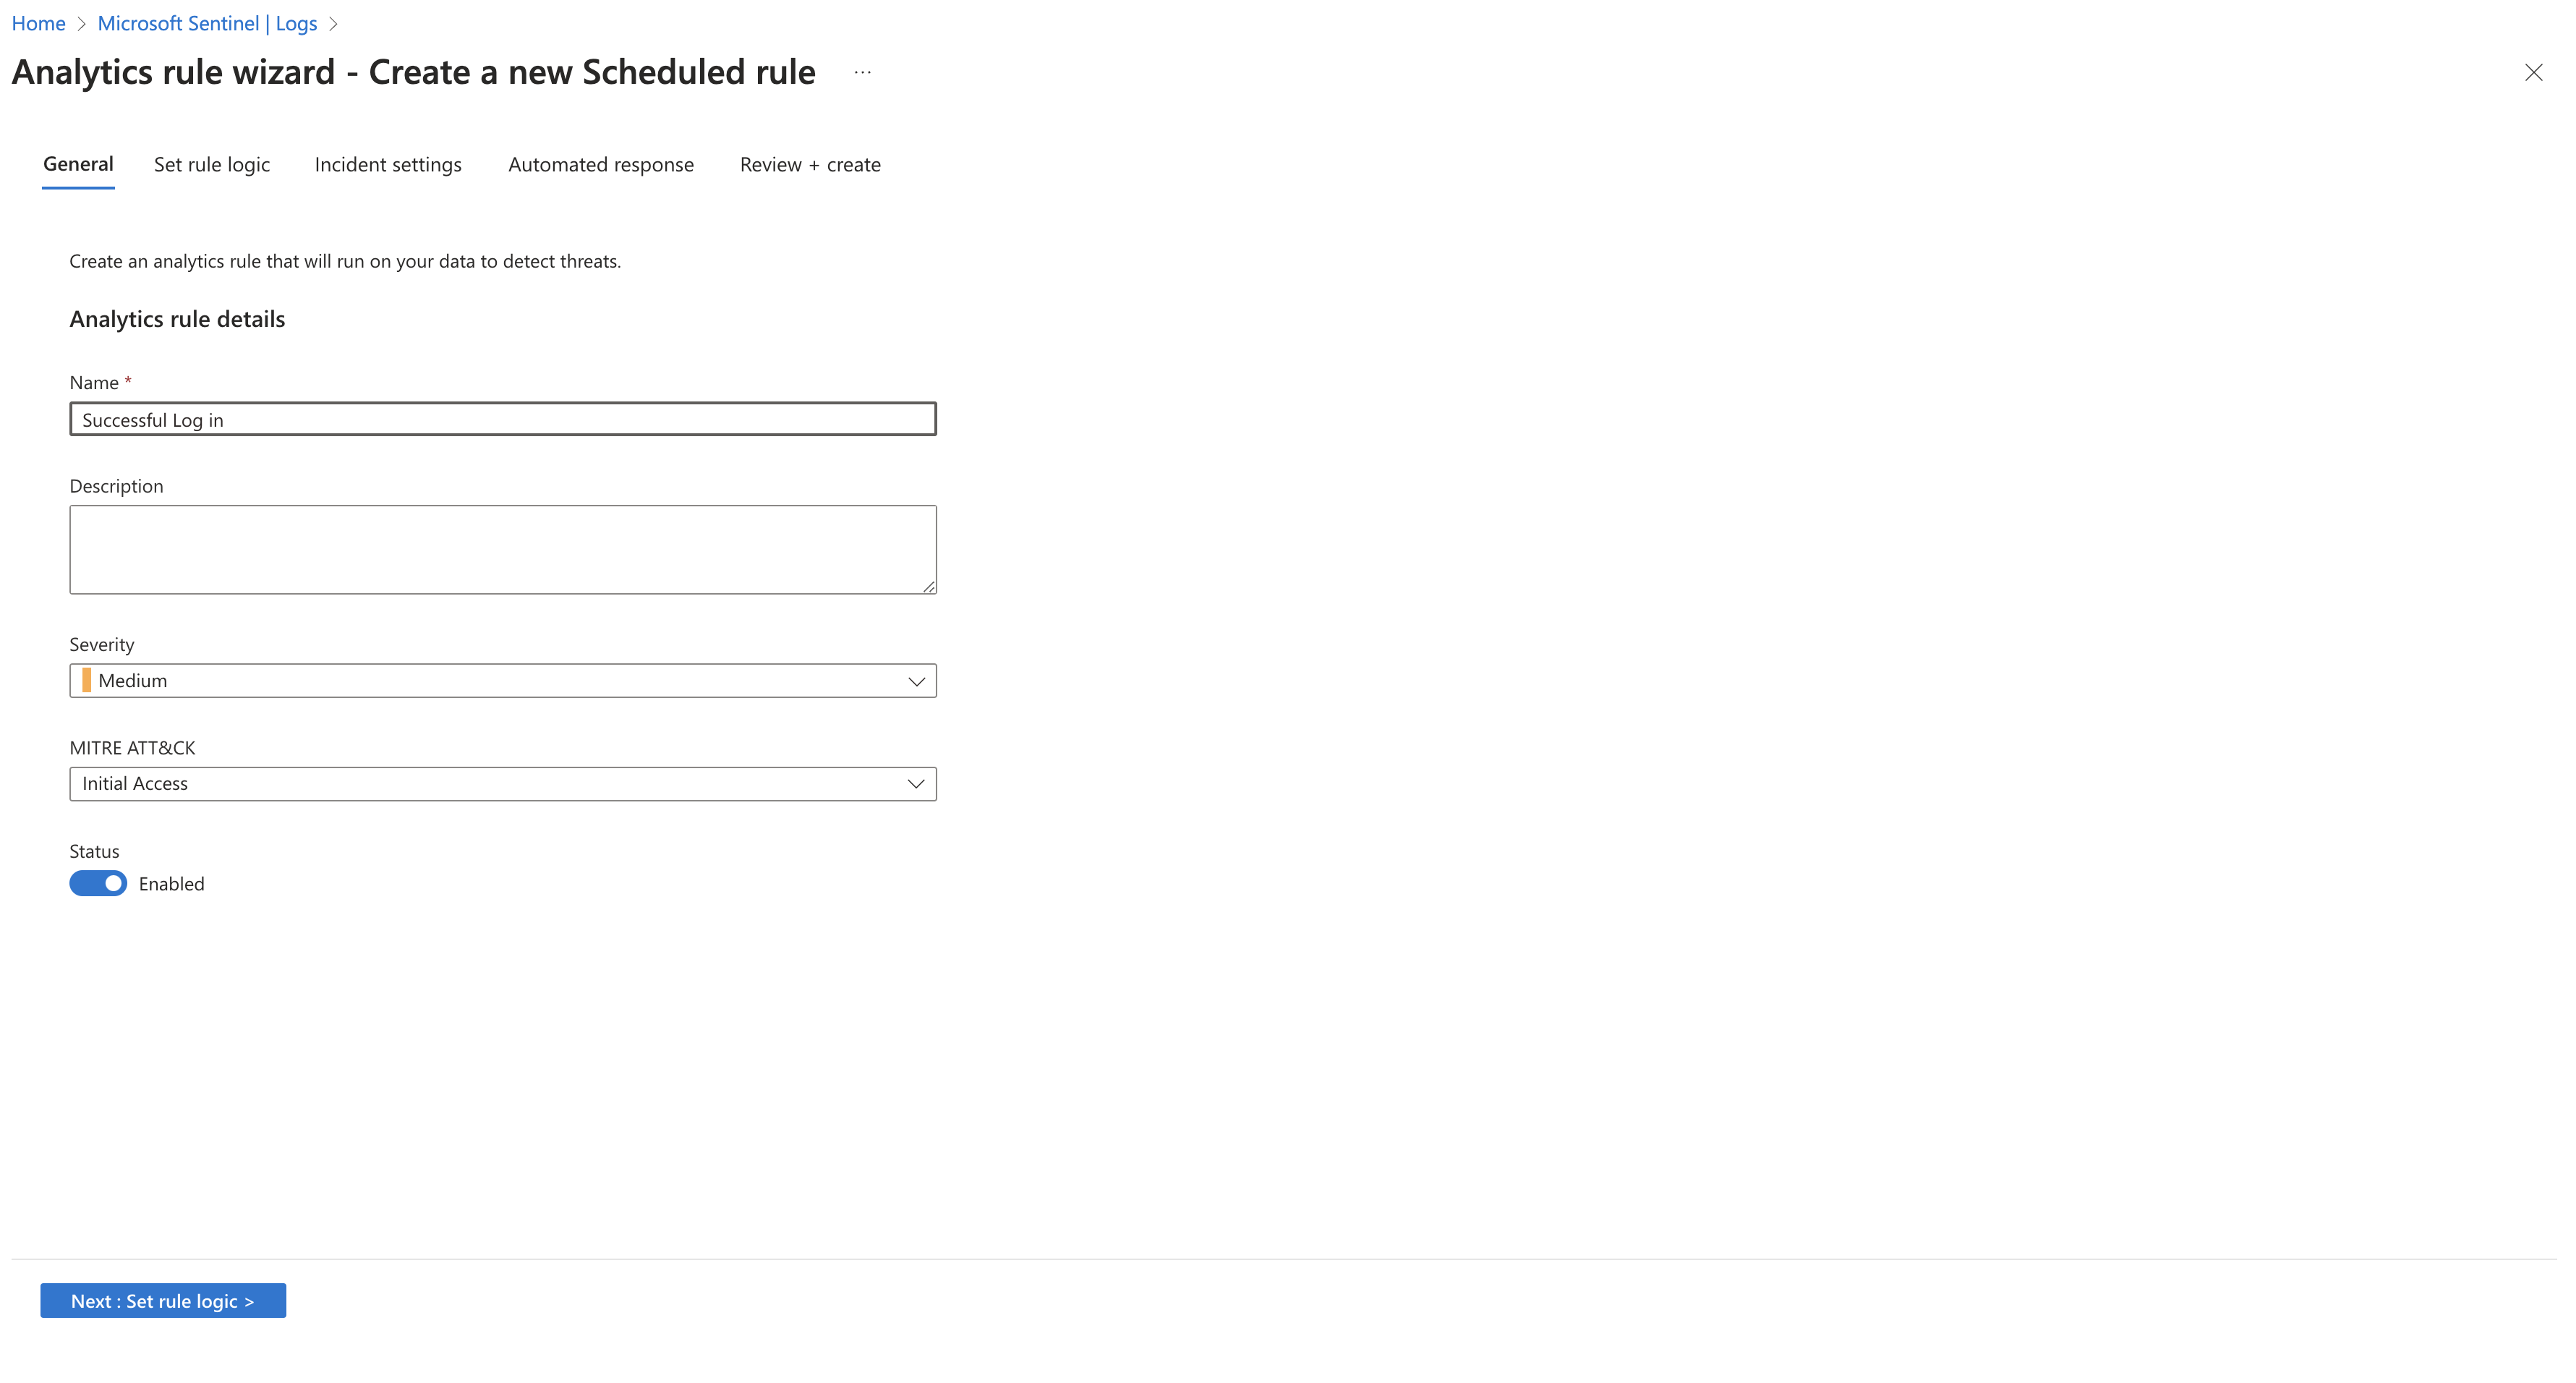 Home > Microsoft Sentinel | Logs >
Analytics rule wizard - Create a new Scheduled rule ...
General Set rule logic Incident settings Automated response Review + create
Create an analytics rule that will run on your data to detect threats.
Analytics rule details
Name *
Successful Log in
Description
Severity
Medium
MITRE ATT&CK
Initial Access
Status
Enabled
Next : Set rule logic >